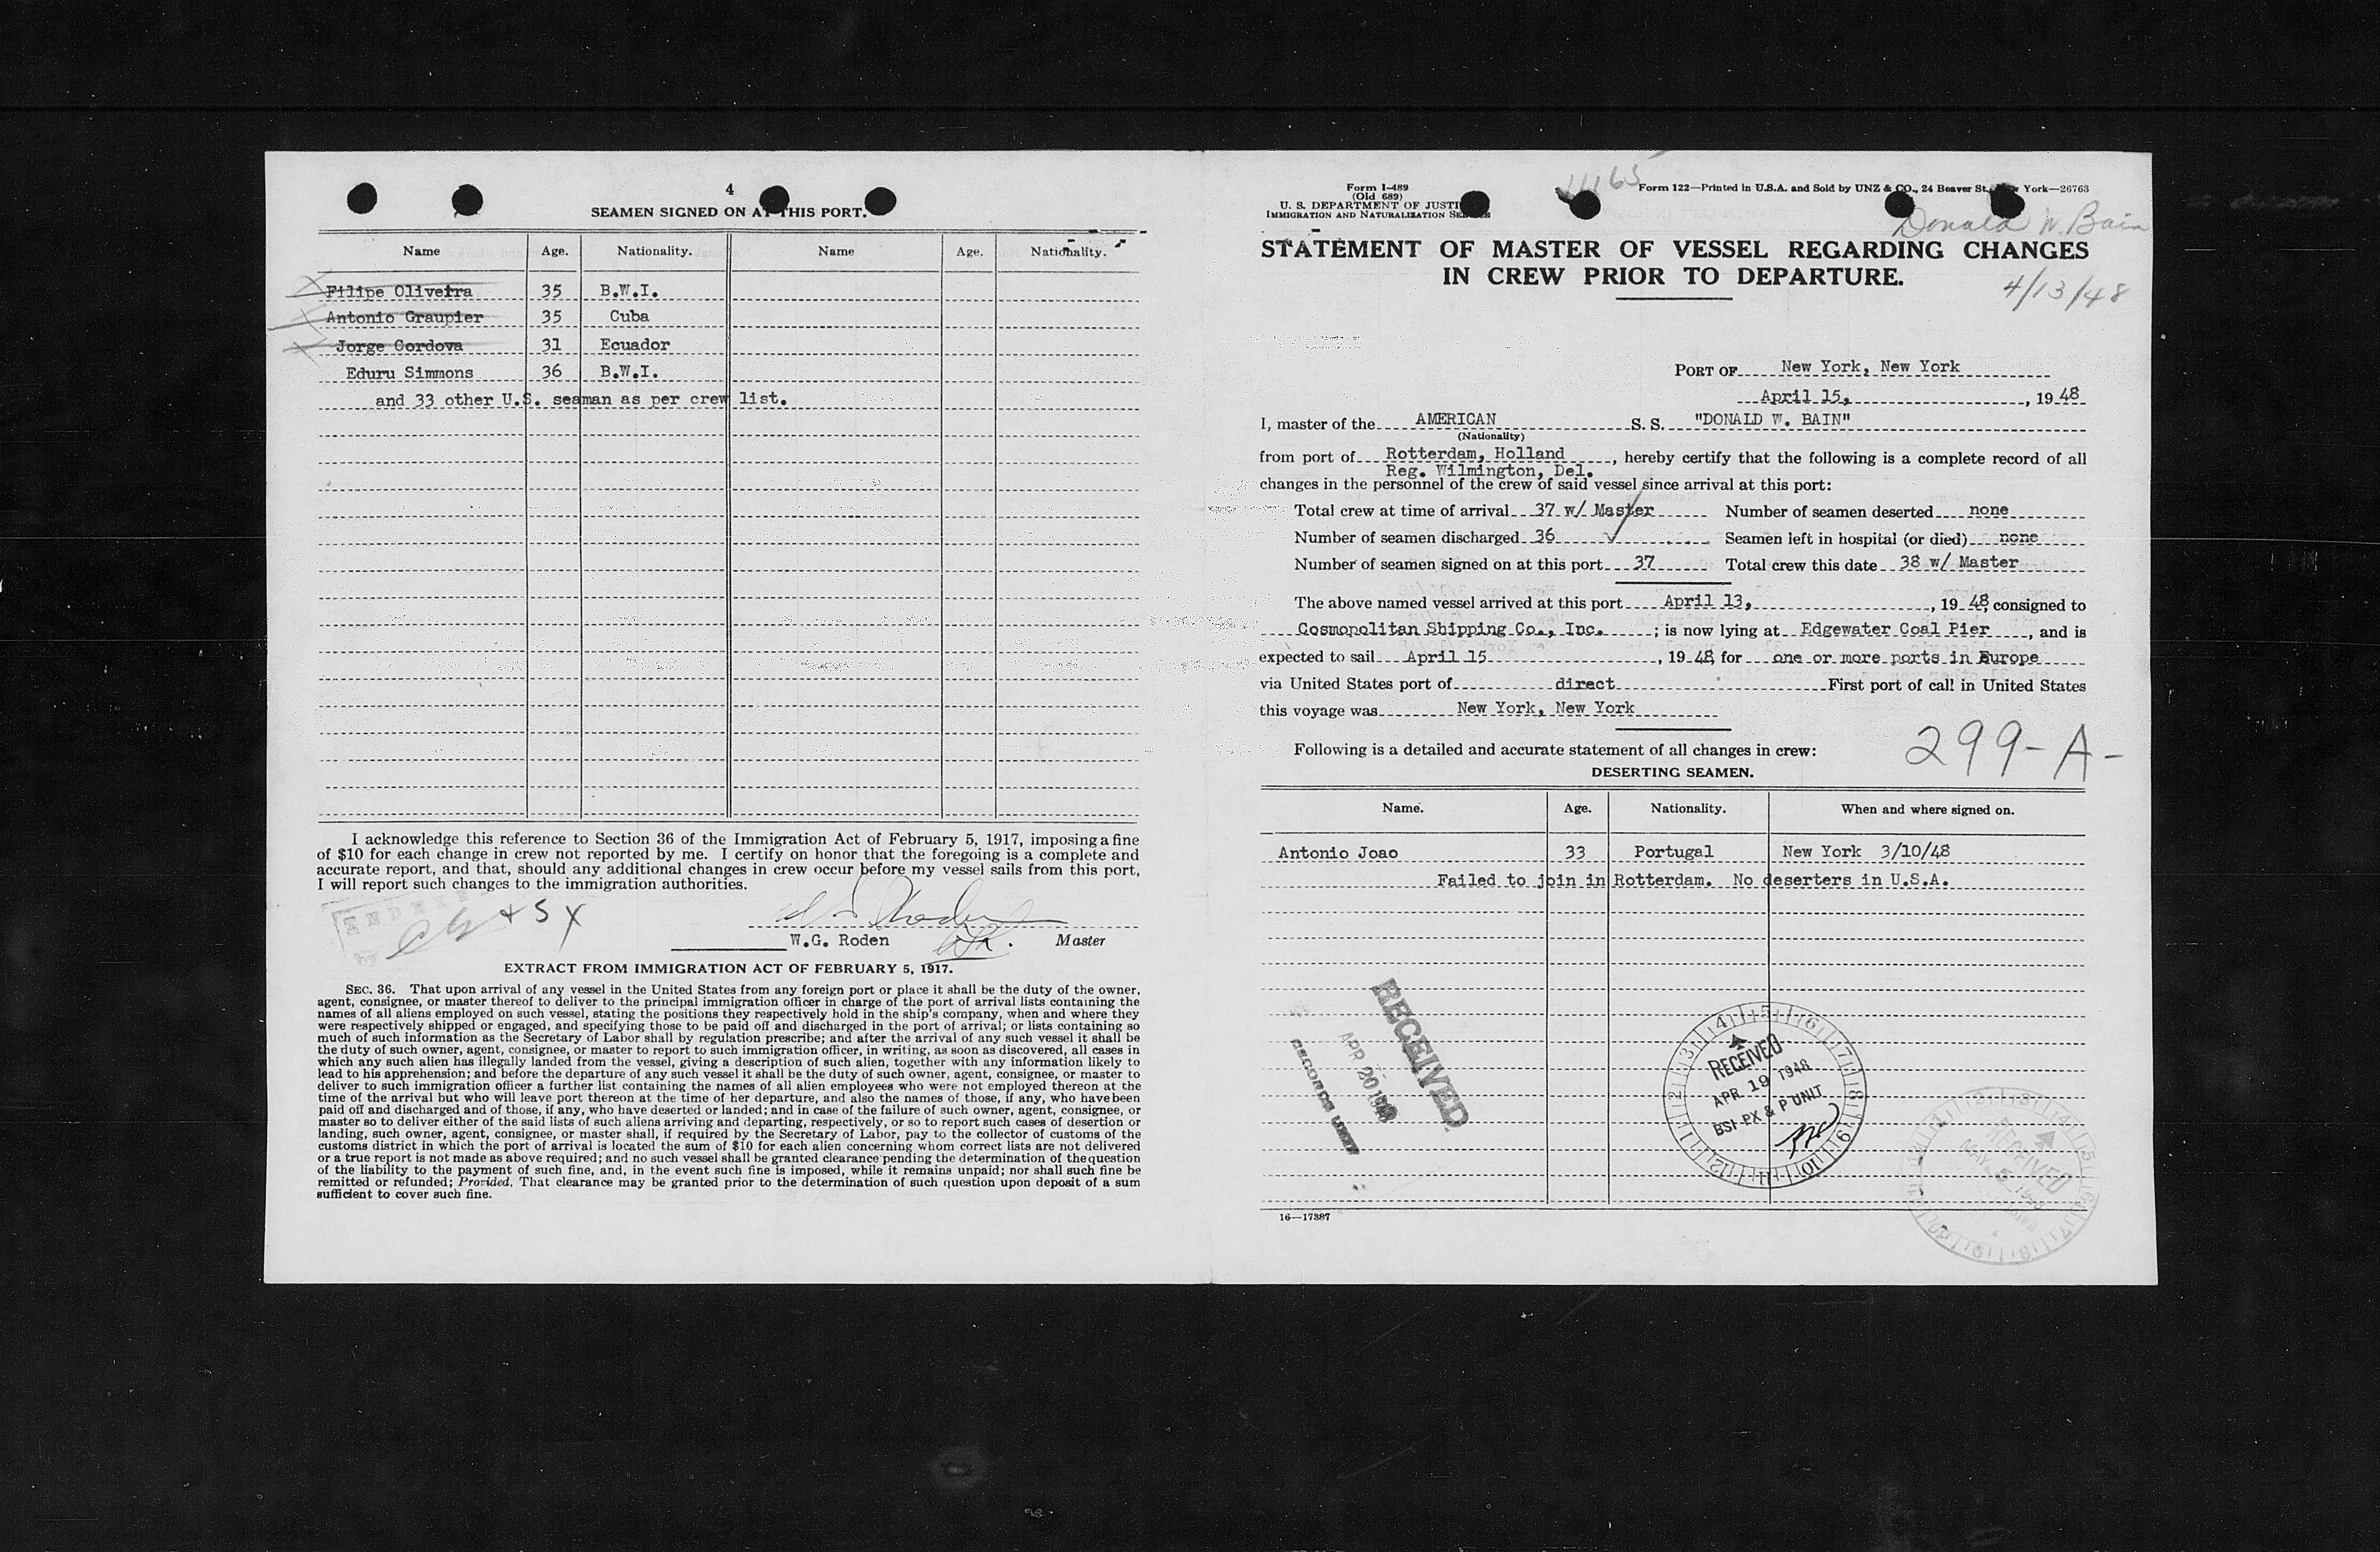 4
SEAMEN SIGNED ON AT THIS PORT.
Name Age. Nationality. Name Age. Nationality.
Filipe Oliveira 35 B.W.I.
Antonio Graupier 35 Cuba
Jorge Cordova 31 Ecuador
Eduru Simmons 36 B.W.I.
and 33 other U.S. seaman as per crew list.
I acknowledge this reference to Section 36 of the Immigration Act of February 5, 1917, imposing a fine
of $10 for each change in crew not reported by me. I certify on honor that the foregoing is a complete and
accurate report, and that, should any additional changes in crew occur before my vessel sails from this port,
I will report such changes to the immigration authorities.
W.G. Roden Master
EXTRACT FROM IMMIGRATION ACT OF FEBRUARY 5, 1917.
SEC. 36. That upon arrival of any vessel in the United States from any foreign port or place it shall be the duty of the owner,
agent, consignee, or master thereof to deliver to the principal immigration officer in charge of the port of arrival lists containing the
names of all aliens employed on such vessel, stating the positions they respectively hold in the ship's company, when and where they
were respectively shipped or engaged, and specifying those to be paid off and discharged in the port of arrival; or lists containing so
much of such information as the Secretary of Labor shall by regulation prescribe; and after the arrival of any such vessel it shall be
the duty of such owner, agent, consignee, or master to report to such immigration officer, in writing, as soon as discovered, all cases in
which any such alien has illegally landed from the vessel, giving a description of such alien, together with any information likely to
lead to his apprehension; and before the departure of any such vessel it shall be the duty of such owner, agent, consignee, or master to
deliver to such immigration officer a further list containing the names of all alien employees who were not employed thereon at the
time of the arrival but who will leave port thereon at the time of her departure, and also the names of those, if any, who have been
paid off and discharged and of those, if any, who have deserted or landed; and in case of the failure of such owner, agent, consignee, or
master so to deliver either of the said lists of such aliens arriving and departing, respectively, or so to report such cases of desertion or
landing, such owner, agent, consignee, or master shall, if required by the Secretary of Labor, pay to the collector of customs of the
customs district in which the port of arrival is located the sum of $10 for each alien concerning whom correct lists are not delivered
or a true report is not made as above required; and no such vessel shall be granted clearance pending the determination of the question
of the liability to the payment of such fine, and, in the event such fine is imposed, while it remains unpaid; nor shall such fine be
remitted or refunded; Provided, That clearance may be granted prior to the determination of such question upon deposit of a sum
sufficient to cover such fine.
Form I-489
(Old 689)
U. S. DEPARTMENT OF JUSTI
IMMIGRATION AND NATURALIZATION SERVICE
Form 122—Printed in U.S.A. and Sold by UNZ & CO., 24 Beaver St., New York—26763
Donald W. Bain
STATEMENT OF MASTER OF VESSEL REGARDING CHANGES
IN CREW PRIOR TO DEPARTURE.
4/13/48
PORT OF New York, New York
April 15, , 19 48
I, master of the AMERICAN S. S. "DONALD W. BAIN"
(Nationality)
from port of Rotterdam, Holland , hereby certify that the following is a complete record of all
Reg. Wilmington, Del.
changes in the personnel of the crew of said vessel since arrival at this port:
Total crew at time of arrival 37 w/ Master Number of seamen deserted none
Number of seamen discharged 36 Seamen left in hospital (or died) none
Number of seamen signed on at this port 37 Total crew this date 38 w/ Master
The above named vessel arrived at this port April 13, , 19 48, consigned to
Cosmopolitan Shipping Co., Inc. ; is now lying at Edgewater Coal Pier , and is
expected to sail April 15 , 19 48, for one or more ports in Europe
via United States port of direct First port of call in United States
this voyage was New York, New York
299-A-
Following is a detailed and accurate statement of all changes in crew:
DESERTING SEAMEN.
Name. Age. Nationality. When and where signed on.
Antonio Joao 33 Portugal New York 3/10/48
Failed to join in Rotterdam. No deserters in U.S.A.
RECEIVED
APR 20 1948
RECORDS UNIT
RECEIVED
APR 19 1948
BSI-PX & P UNIT
RECEIVED
MAY 5
16—17387